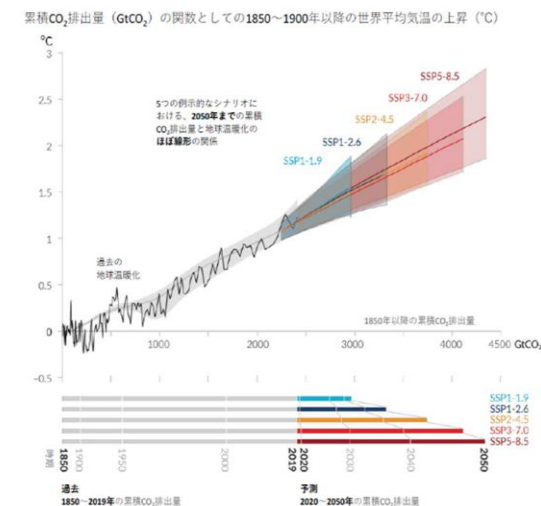 累積CO₂排出量（GtCO₂）の関数としての1850～1900年以降の世界平均気温の上昇（℃）
℃
3
SSP5-8.5
2.5
SSP3-7.0
5つの例示的なシナリオに
おける、2050年までの累積
CO₂排出量と地球温暖化の
ほぼ線形の関係
SSP2-4.5
SSP1-2.6
2
SSP1-1.9
1.5
1
過去の
地球温暖化
0.5
1850年以降の累積CO₂排出量
0
1000
2000
3000
4000
4500 GtCO₂
-0.5
SSP1-1.9
SSP1-2.6
SSP2-4.5
SSP3-7.0
SSP5-8.5
時期
1850
1900
1950
2000
2019
2020
2030
2040
2050
過去
1850～2019年の累積CO₂排出量
予測
2020～2050年の累積CO₂排出量